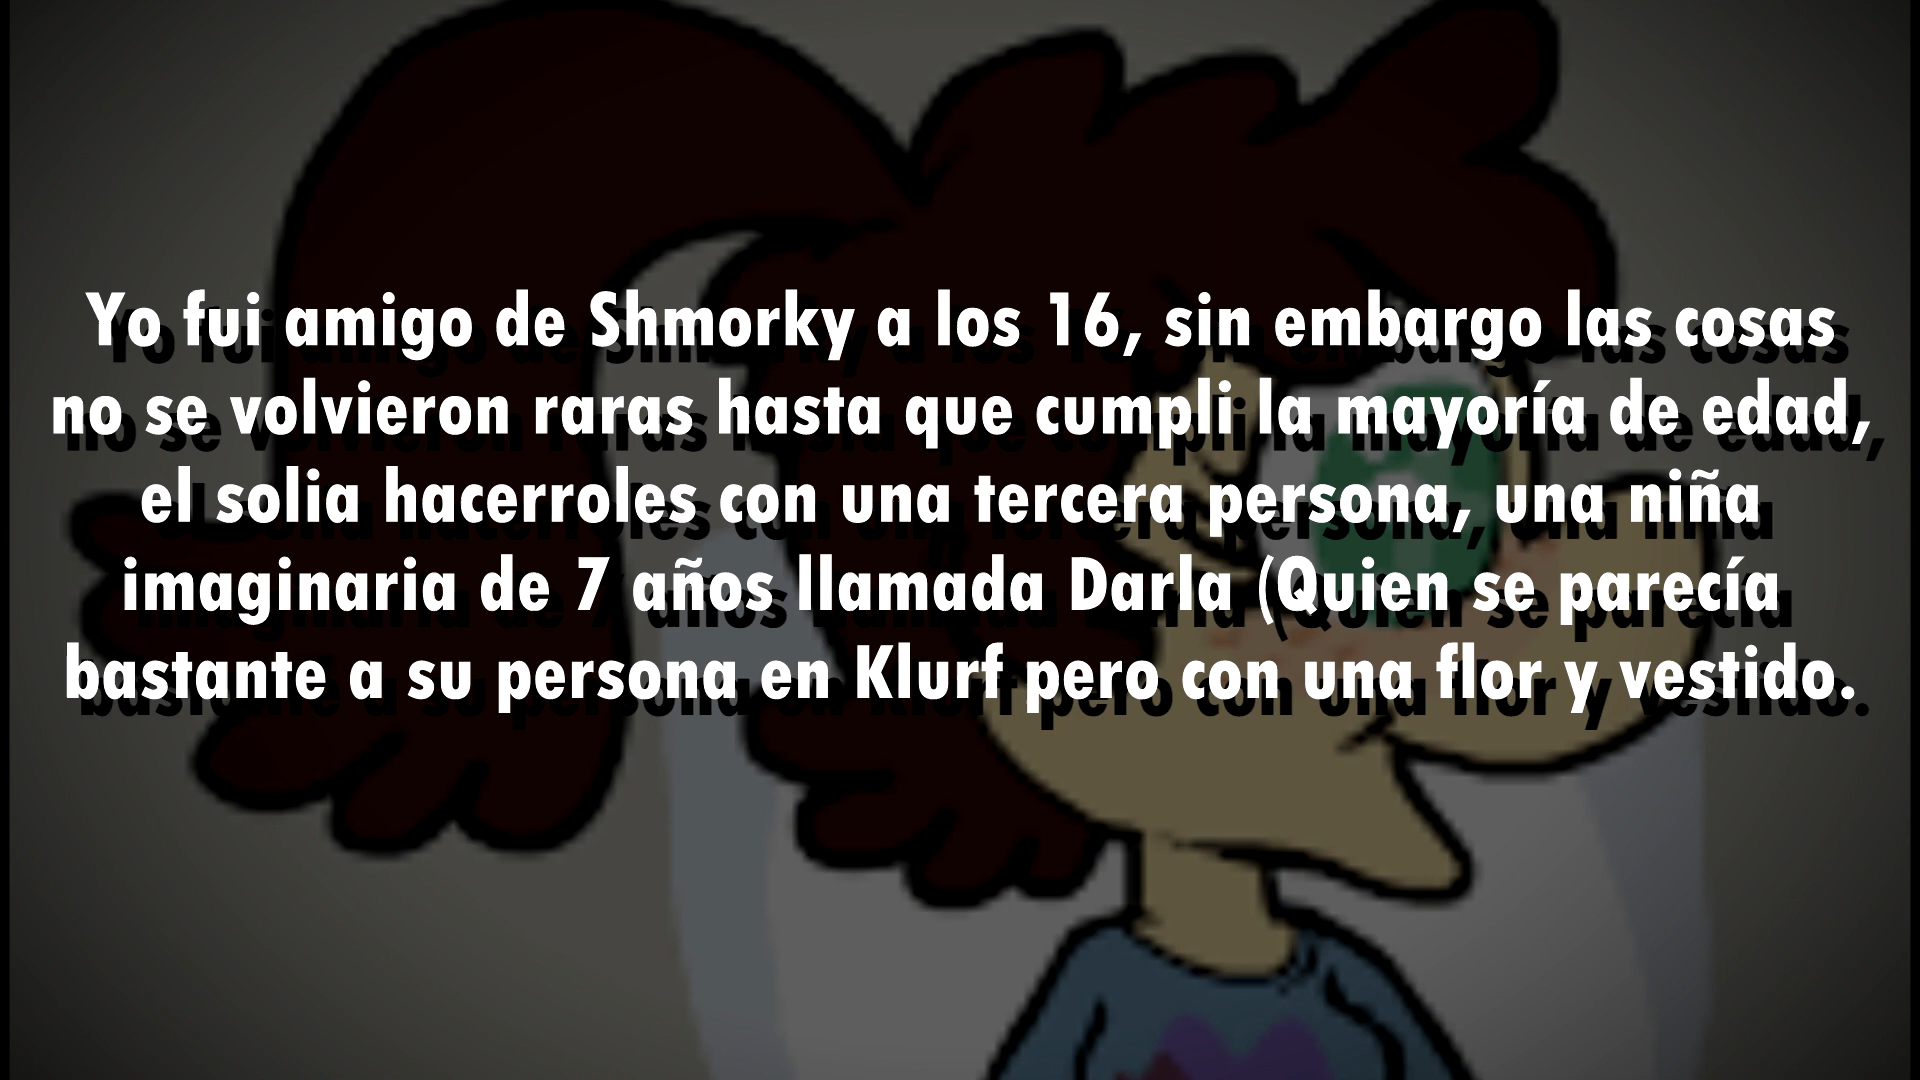 Yo fui amigo de Shmorky a los 16, sin embargo las cosas
no se volvieron raras hasta que cumpli la mayoría de edad,
el solia hacerroles con una tercera persona, una niña
imaginaria de 7 años llamada Darla (Quien se parecía
bastante a su persona en Klurf pero con una flor y vestido.